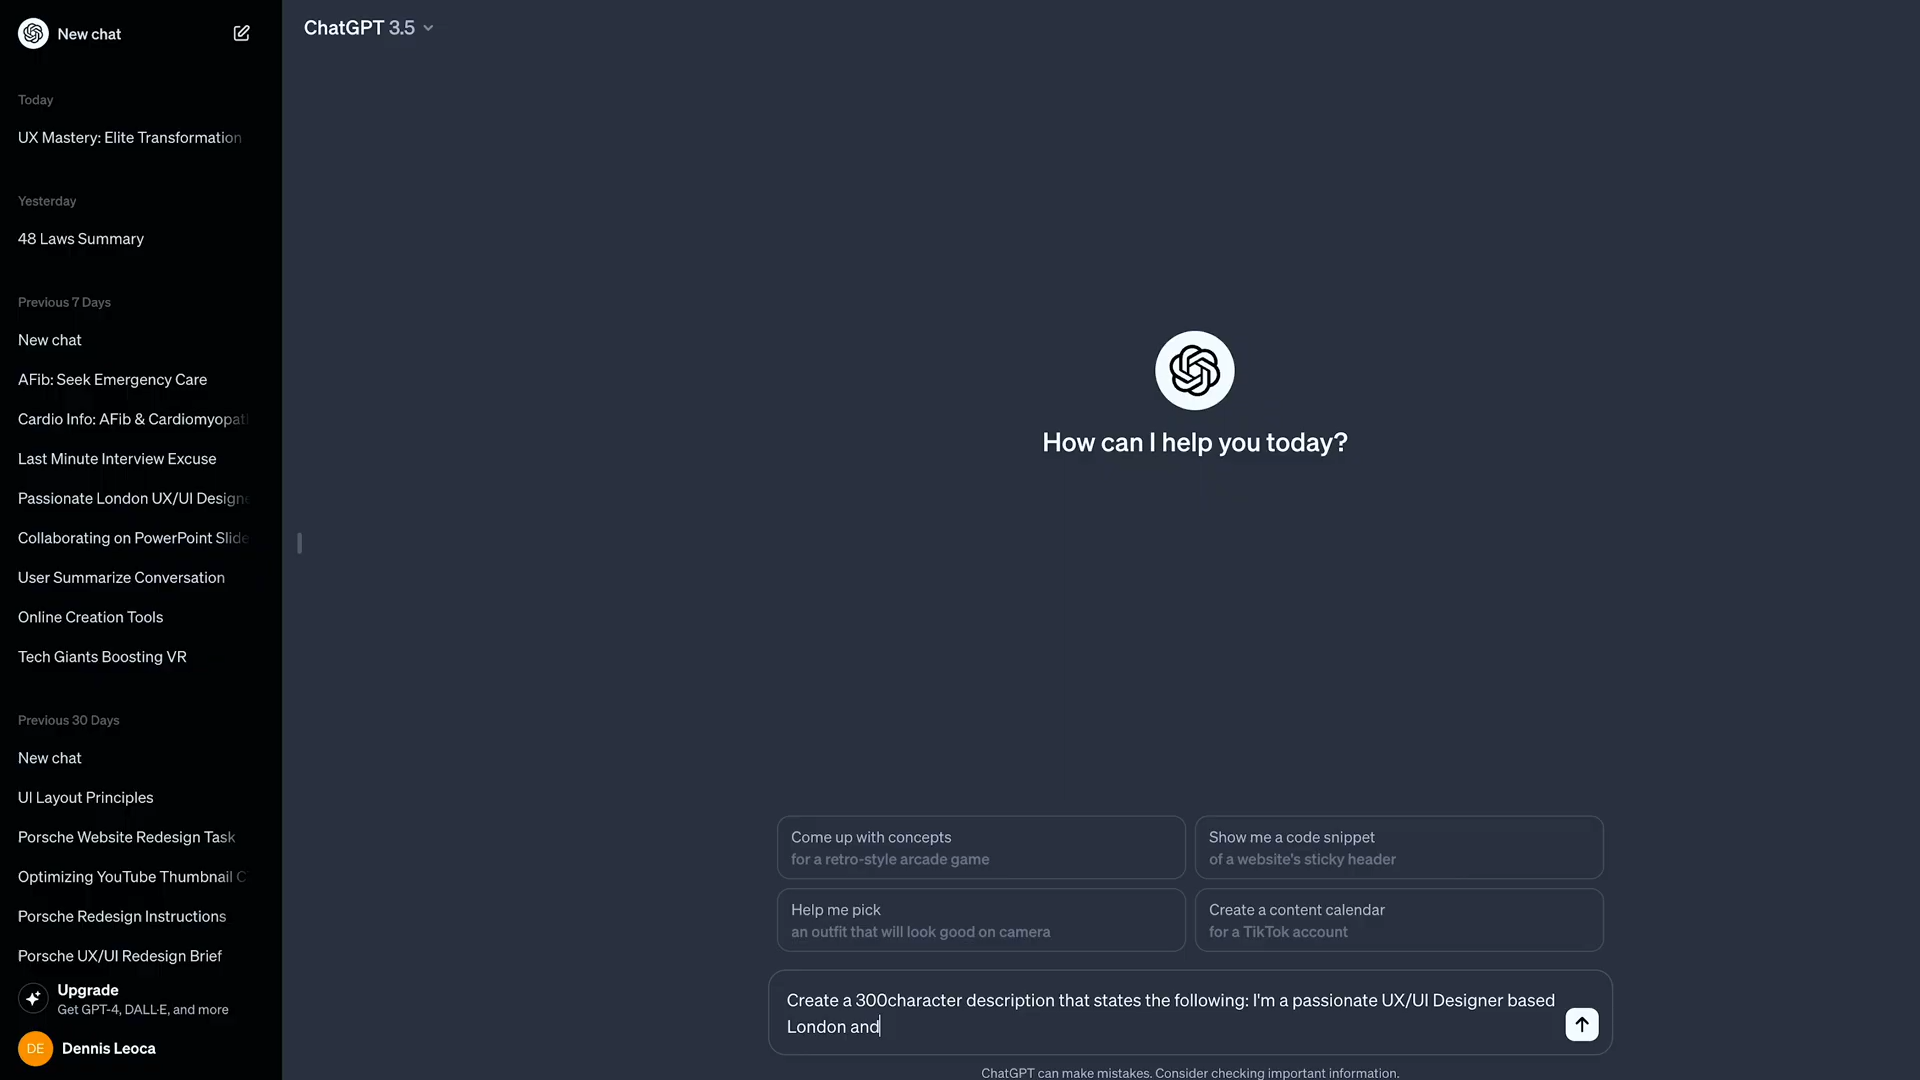 New chat
Today
UX Mastery: Elite Transformation
Yesterday
48 Laws Summary
Previous 7 Days
New chat
AFib: Seek Emergency Care
Cardio Info: AFib & Cardiomyopat
Last Minute Interview Excuse
Passionate London UX/UI Designe
Collaborating on PowerPoint Slide
User Summarize Conversation
Online Creation Tools
Tech Giants Boosting VR
Previous 30 Days
New chat
UI Layout Principles
Porsche Website Redesign Task
Optimizing YouTube Thumbnail C
Porsche Redesign Instructions
Porsche UX/UI Redesign Brief
Upgrade
Get GPT-4, DALL·E, and more
DE Dennis Leoca
ChatGPT 3.5
How can I help you today?
Come up with concepts
for a retro-style arcade game
Show me a code snippet
of a website's sticky header
Help me pick
an outfit that will look good on camera
Create a content calendar
for a TikTok account
Create a 300character description that states the following: I'm a passionate UX/UI Designer based
London and
ChatGPT can make mistakes. Consider checking important information.